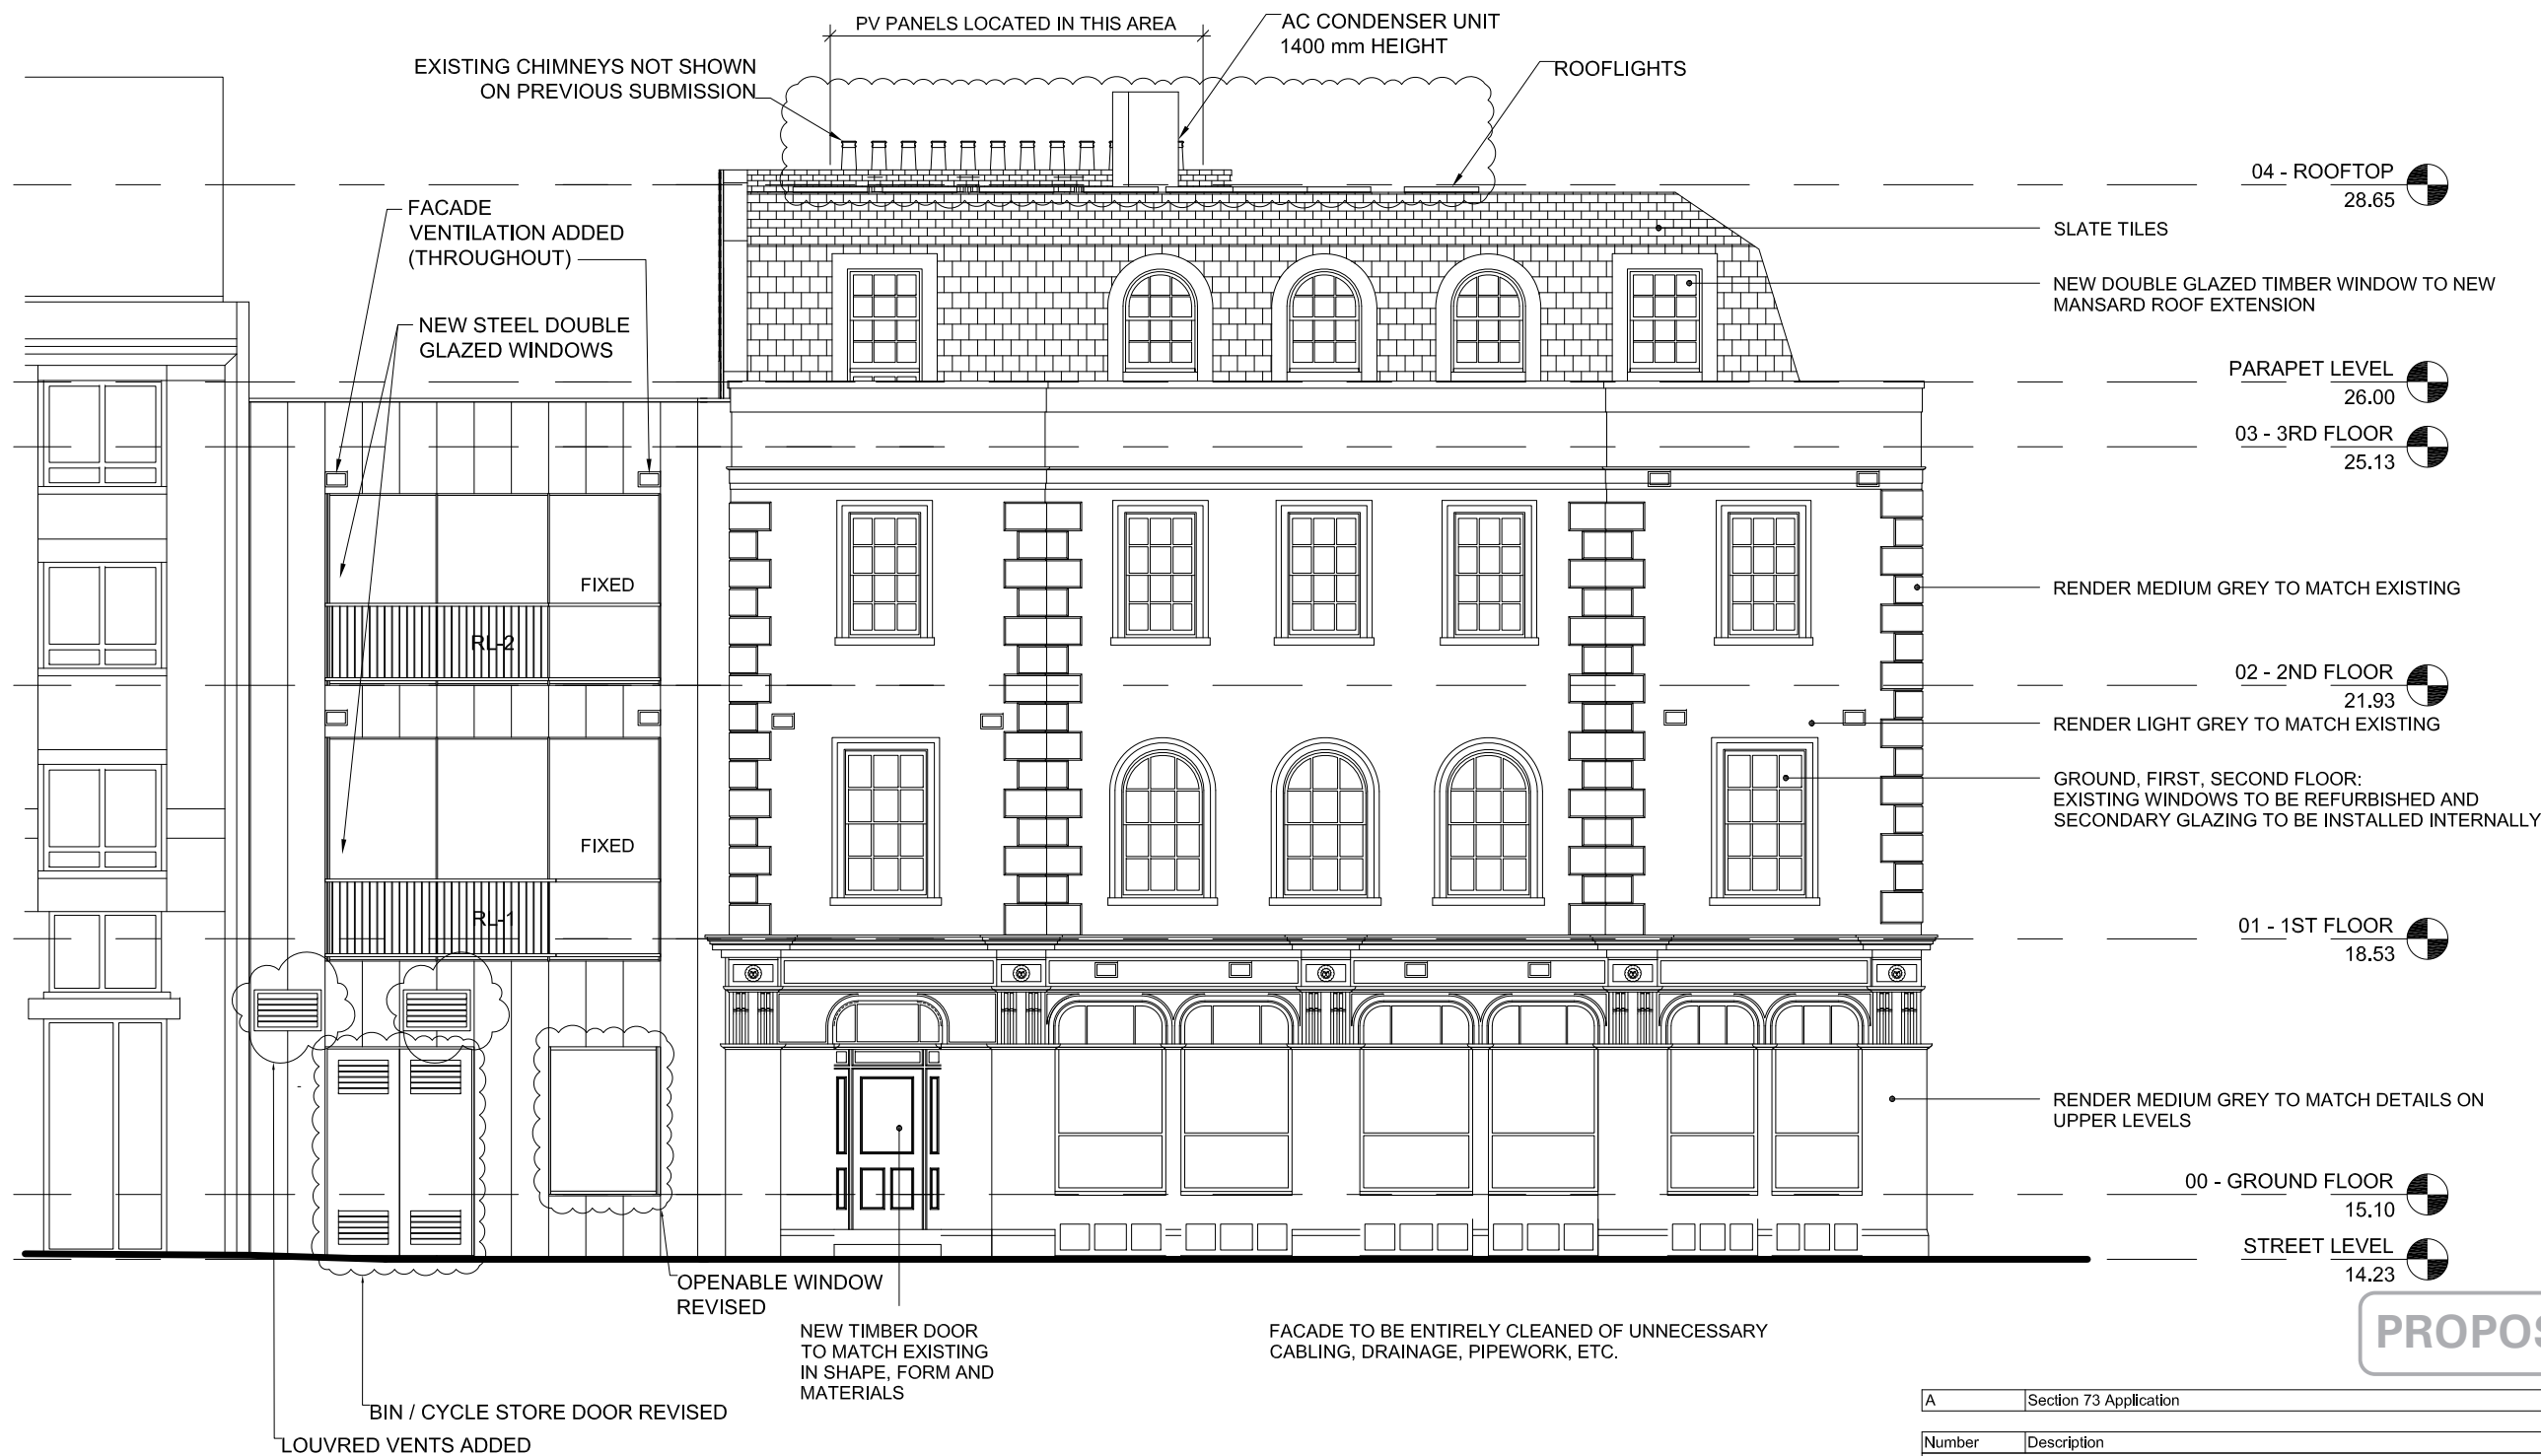 PV PANELS LOCATED IN THIS AREA
AC CONDENSER UNIT
1400 mm HEIGHT
EXISTING CHIMNEYS NOT SHOWN
ON PREVIOUS SUBMISSION
ROOFLIGHTS
04 - ROOFTOP
28.65
FACADE
VENTILATION ADDED
(THROUGHOUT)
SLATE TILES
NEW DOUBLE GLAZED TIMBER WINDOW TO NEW
MANSARD ROOF EXTENSION
NEW STEEL DOUBLE
GLAZED WINDOWS
PARAPET LEVEL
26.00
03 - 3RD FLOOR
25.13
FIXED
RENDER MEDIUM GREY TO MATCH EXISTING
RL-2
02 - 2ND FLOOR
21.93
RENDER LIGHT GREY TO MATCH EXISTING
GROUND, FIRST, SECOND FLOOR:
EXISTING WINDOWS TO BE REFURBISHED AND
SECONDARY GLAZING TO BE INSTALLED INTERNALLY
FIXED
RL-1
01 - 1ST FLOOR
18.53
RENDER MEDIUM GREY TO MATCH DETAILS ON
UPPER LEVELS
00 - GROUND FLOOR
15.10
STREET LEVEL
14.23
OPENABLE WINDOW
REVISED
NEW TIMBER DOOR
TO MATCH EXISTING
IN SHAPE, FORM AND
MATERIALS
FACADE TO BE ENTIRELY CLEANED OF UNNECESSARY
CABLING, DRAINAGE, PIPEWORK, ETC.
PROPOS
BIN / CYCLE STORE DOOR REVISED
LOUVRED VENTS ADDED
A Section 73 Application
Number Description